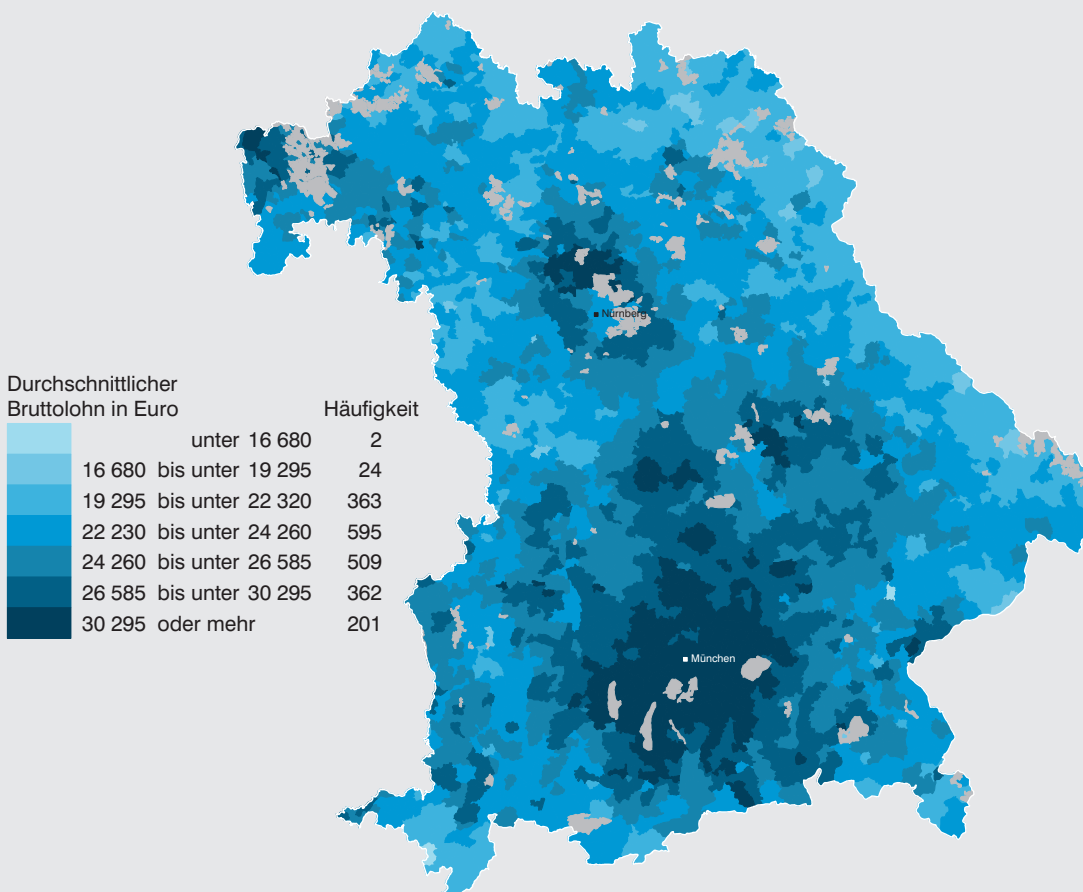 Nürnberg
Durchschnittlicher
Bruttolohn in Euro Häufigkeit
unter 16 680 2
16 680 bis unter 19 295 24
19 295 bis unter 22 320 363
22 230 bis unter 24 260 595
24 260 bis unter 26 585 509
26 585 bis unter 30 295 362
30 295 oder mehr 201
München